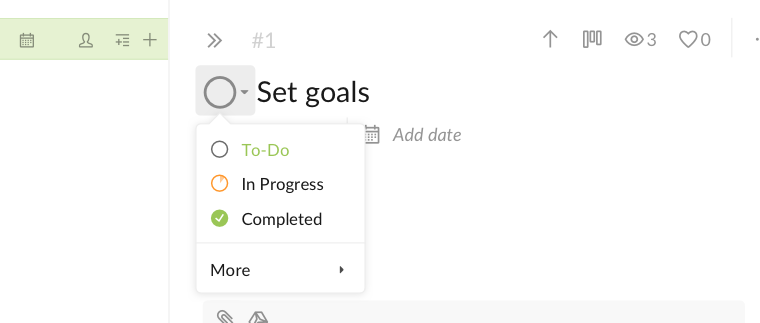 #1
3
0
Set goals
Add date
To-Do
In Progress
Completed
More